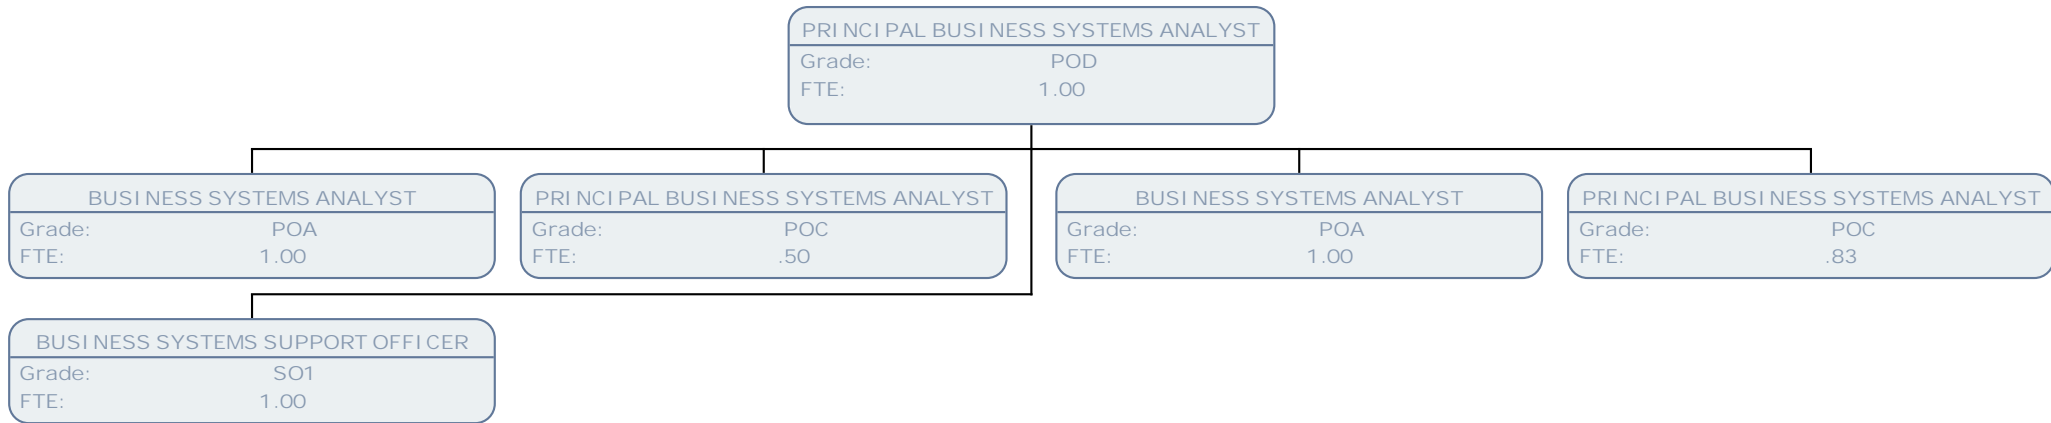 PRINCIPAL BUSINESS SYSTEMS ANALYST
Grade: POD
FTE: 1.00
BUSINESS SYSTEMS ANALYST
Grade: POA
FTE: 1.00
PRINCIPAL BUSINESS SYSTEMS ANALYST
Grade: POC
FTE: .50
BUSINESS SYSTEMS ANALYST
Grade: POA
FTE: 1.00
PRINCIPAL BUSINESS SYSTEMS ANALYST
Grade: POC
FTE: .83
BUSINESS SYSTEMS SUPPORT OFFICER
Grade: SO1
FTE: 1.00